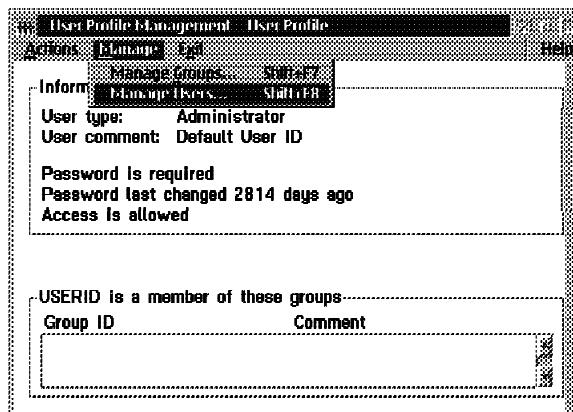 User Profile Management - User Profile
Actions Manage Exit Help
Manage Groups... Shift+F7
Manage Users... Shift+F8
Inform
User type: Administrator
User comment: Default User ID
Password is required
Password last changed 2814 days ago
Access is allowed
USERID is a member of these groups
Group ID Comment